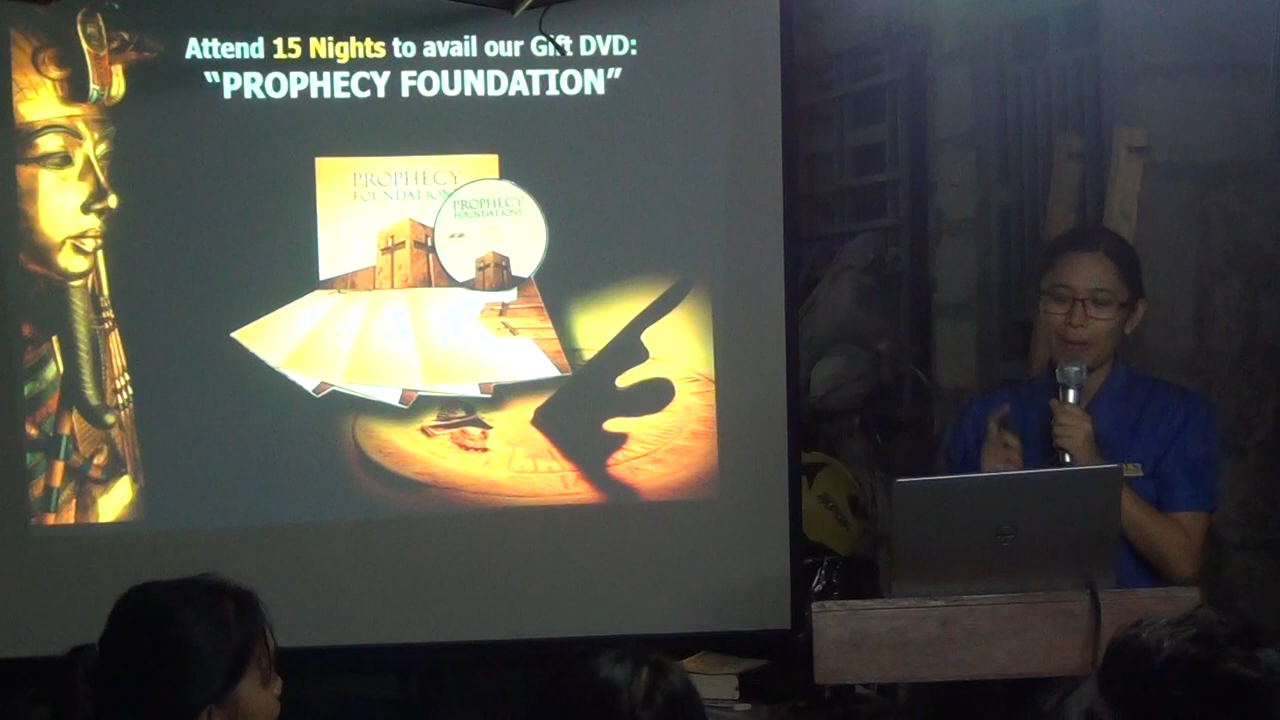 Attend 15 Nights to avail our Gift DVD:
“PROPHECY FOUNDATION”
PROPHECY
FOUNDATION
PROPHECY
FOUNDATIONS